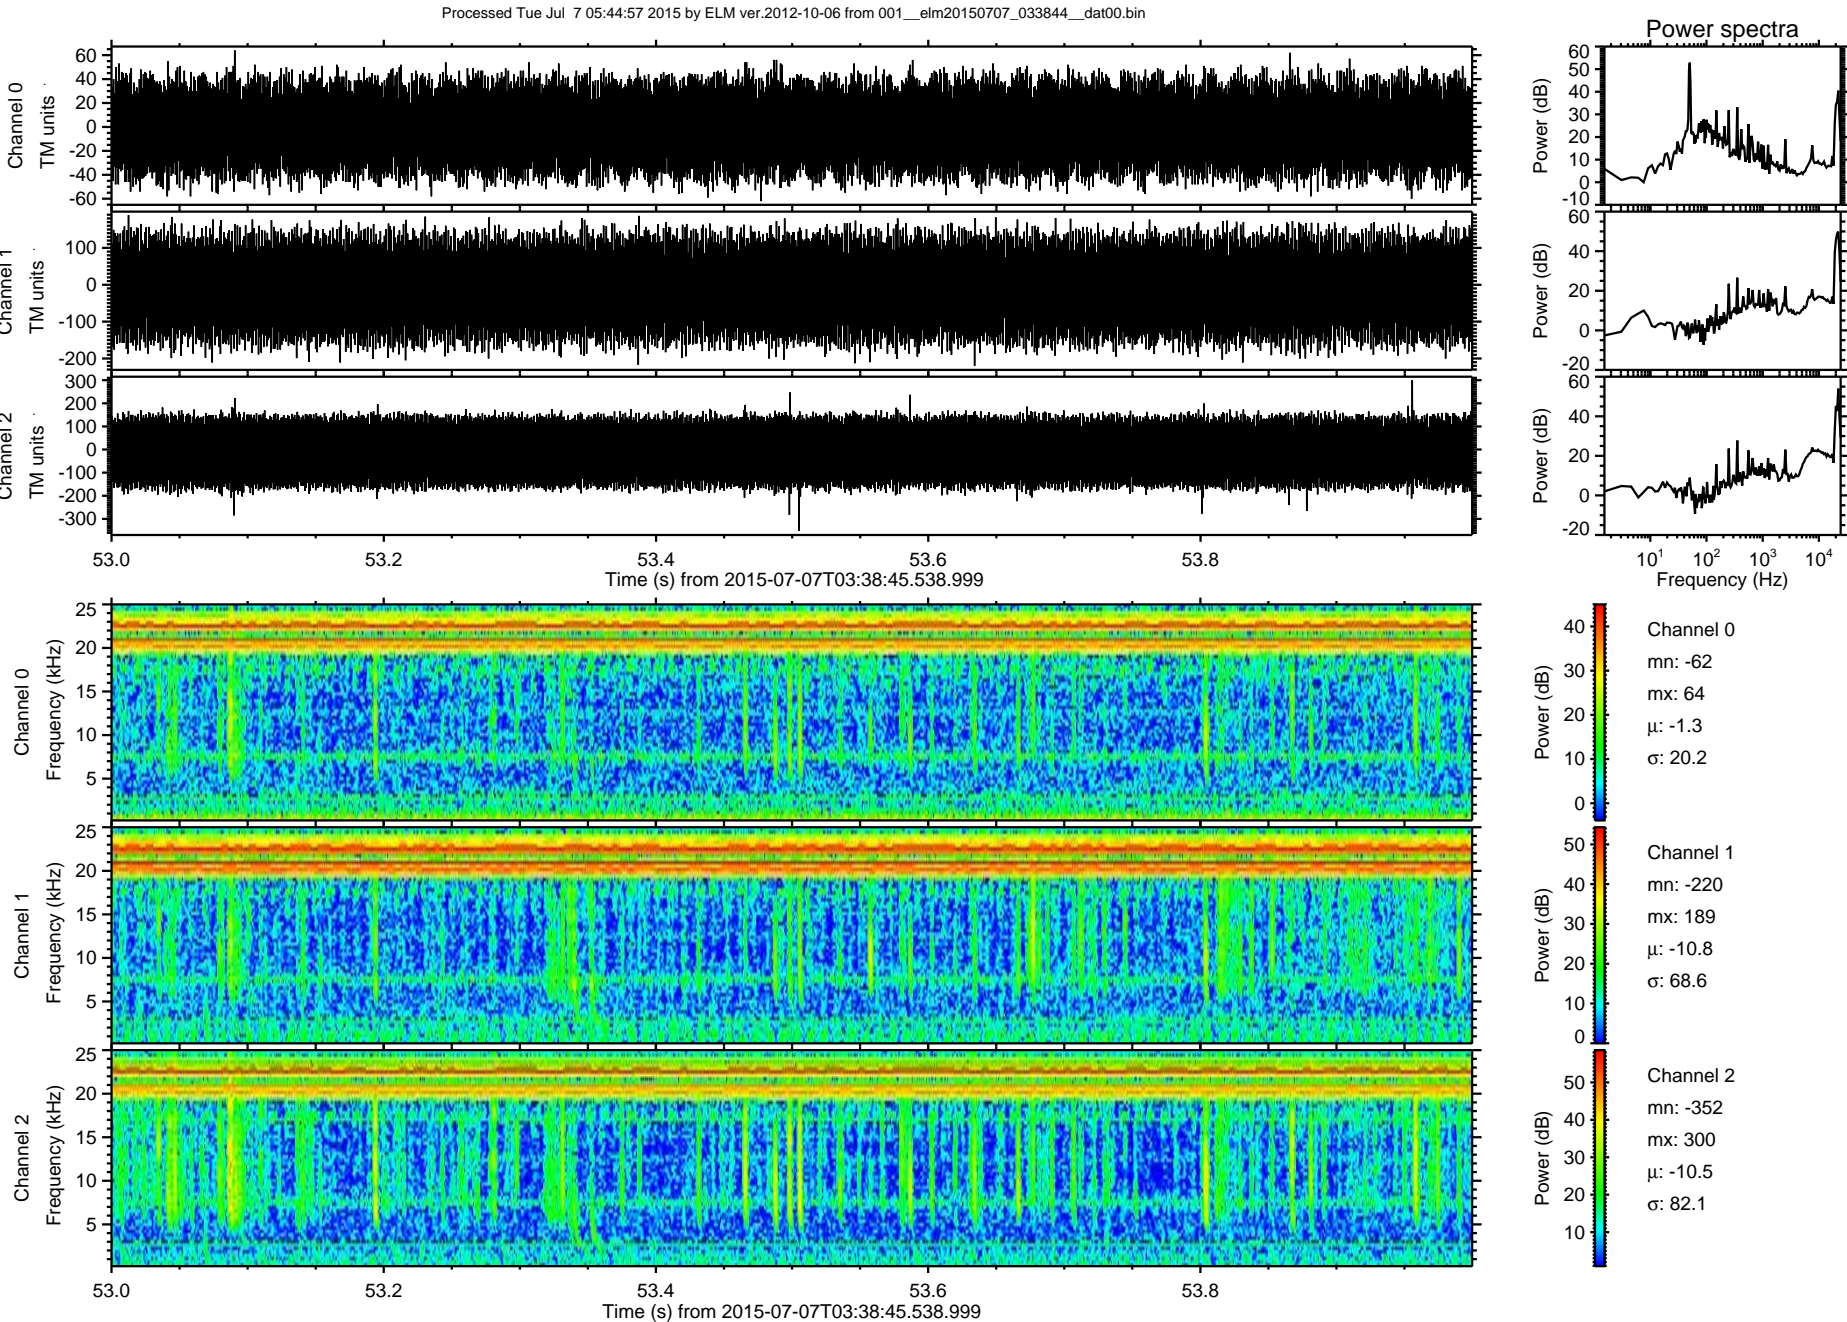 Processed Tue Jul  7 05:44:57 2015 by ELM ver.2012-10-06 from 001__elm20150707_033844__dat00.bin
Power spectra
Channel 0
TM units
60
40
20
0
-20
-40
-60
Power (dB)
60
50
40
30
20
10
0
-10
Channel 1
TM units
100
0
-100
-200
Power (dB)
60
40
20
0
-20
Channel 2
TM units
300
200
100
0
-100
-200
-300
Power (dB)
60
40
20
0
-20
53.0 53.2 53.4 53.6 53.8
Time (s) from 2015-07-07T03:38:45.538.999
10¹ 10² 10³ 10⁴
Frequency (Hz)
Channel 0
Frequency (kHz)
25
20
15
10
5
Power (dB)
40
30
20
10
0
Channel 0
mn: -62
mx: 64
μ: -1.3
σ: 20.2
Channel 1
Frequency (kHz)
25
20
15
10
5
Power (dB)
50
40
30
20
10
0
Channel 1
mn: -220
mx: 189
μ: -10.8
σ: 68.6
Channel 2
Frequency (kHz)
25
20
15
10
5
Power (dB)
50
40
30
20
10
Channel 2
mn: -352
mx: 300
μ: -10.5
σ: 82.1
53.0 53.2 53.4 53.6 53.8
Time (s) from 2015-07-07T03:38:45.538.999